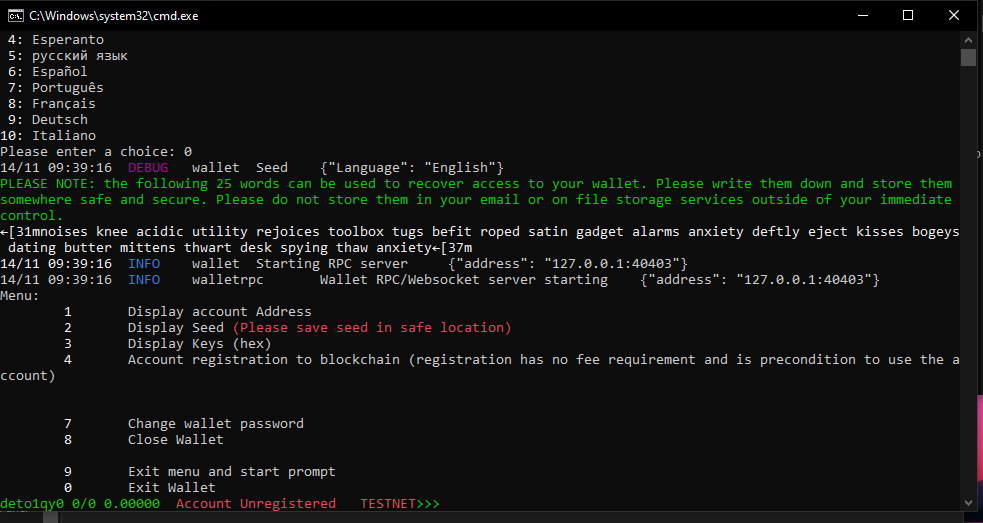 C:\Windows\system32\cmd.exe
4: Esperanto
5: русский язык
6: Español
7: Português
8: Français
9: Deutsch
10: Italiano
Please enter a choice: 0
14/11 09:39:16  DEBUG   wallet  Seed    {"Language": "English"}
PLEASE NOTE: the following 25 words can be used to recover access to your wallet. Please write them down and store them
somewhere safe and secure. Please do not store them in your email or on file storage services outside of your immediate
control.
←[31mnoises knee acidic utility rejoices toolbox tugs befit roped satin gadget alarms anxiety deftly eject kisses bogeys
dating butter mittens thwart desk spying thaw anxiety←[37m
14/11 09:39:16  INFO    wallet  Starting RPC server     {"address": "127.0.0.1:40403"}
14/11 09:39:16  INFO    walletrpc       Wallet RPC/Websocket server starting    {"address": "127.0.0.1:40403"}
Menu:
1       Display account Address
2       Display Seed (Please save seed in safe location)
3       Display Keys (hex)
4       Account registration to blockchain (registration has no fee requirement and is precondition to use the a
ccount)
7       Change wallet password
8       Close Wallet
9       Exit menu and start prompt
0       Exit Wallet
deto1qy0 0/0 0.00000  Account Unregistered   TESTNET>>>